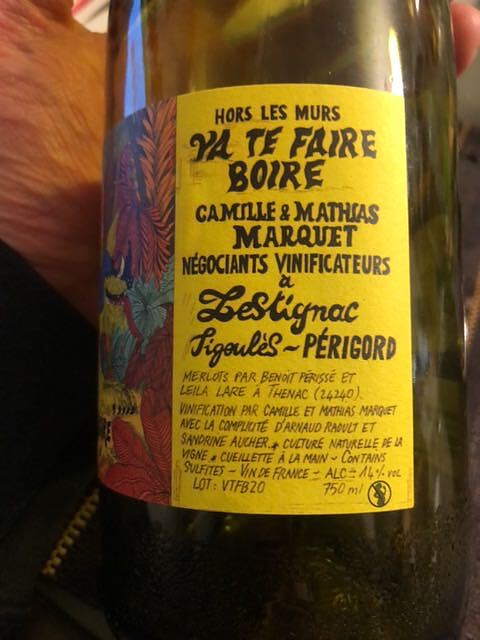 HORS LES MURS
VA TE FAIRE
BOIRE
CAMILLE & MATHIAS
MARQUET
NÉGOCIANTS VINIFICATEURS
à
Lestignac
Sigoulès ~ PÉRIGORD
MERLOTS PAR BENOIT PÉRISSÉ ET
LEILA LARE À THENAC (24240).
VINIFICATION PAR CAMILLE ET MATHIAS MARQUET
AVEC LA COMPLICITÉ D'ARNAUD RAOULT ET
SANDRINE AUCHER. * CULTURE NATURELLE DE LA
VIGNE * CUEILLETTE À LA MAIN ~ CONTAINS
SULFITES ~ VIN DE FRANCE ~ ALC ~ 14% VOL
LOT: VTFB20 750 ml